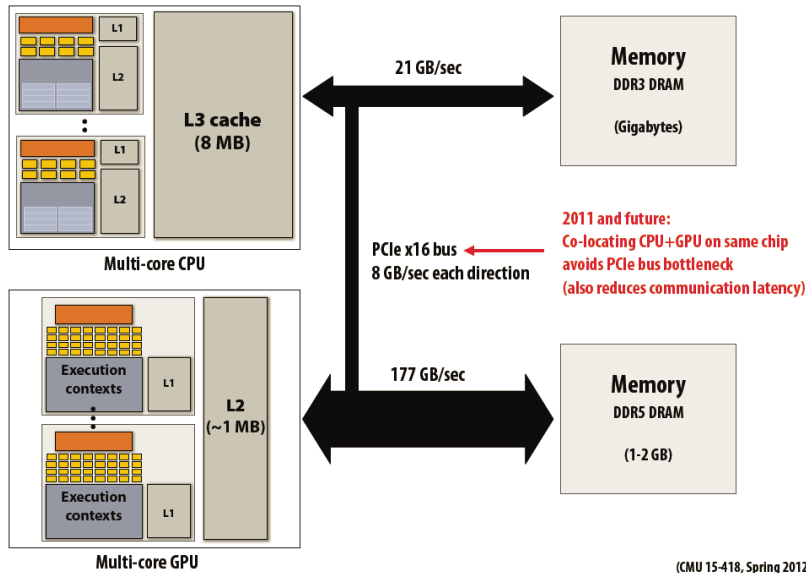 L1
L2
L1
L2
L3 cache
(8 MB)
Multi-core CPU
21 GB/sec
Memory
DDR3 DRAM
(Gigabytes)
PCIe x16 bus
8 GB/sec each direction
2011 and future:
Co-locating CPU+GPU on same chip
avoids PCIe bus bottleneck
(also reduces communication latency)
Execution
contexts
L1
Execution
contexts
L1
L2
(~1 MB)
Multi-core GPU
177 GB/sec
Memory
DDR5 DRAM
(1-2 GB)
(CMU 15-418, Spring 2012